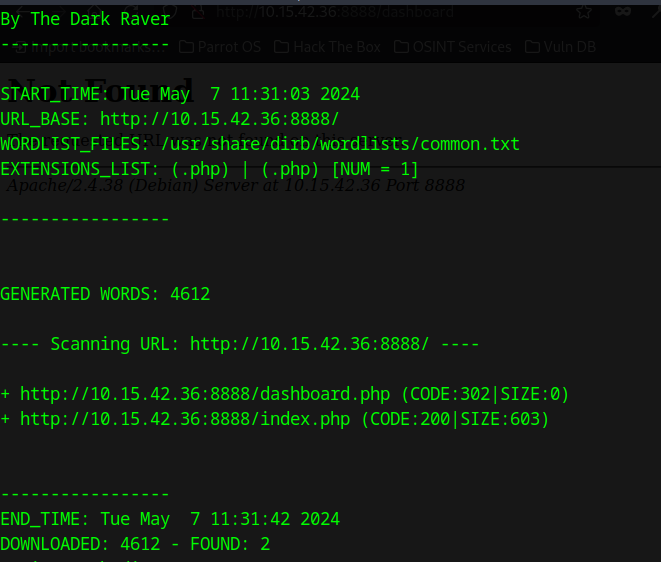 http://10.15.42.36:8888/dashboard
By The Dark Raver
-----------------
Import bookmarks... Parrot OS Hack The Box OSINT Services Vuln DB
Not Found
START_TIME: Tue May  7 11:31:03 2024
URL_BASE: http://10.15.42.36:8888/
WORDLIST_FILES: /usr/share/dirb/wordlists/common.txt
EXTENSIONS_LIST: (.php) | (.php) [NUM = 1]
Apache/2.4.38 (Debian) Server at 10.15.42.36 Port 8888
-----------------
GENERATED WORDS: 4612
---- Scanning URL: http://10.15.42.36:8888/ ----
+ http://10.15.42.36:8888/dashboard.php (CODE:302|SIZE:0)
+ http://10.15.42.36:8888/index.php (CODE:200|SIZE:603)
-----------------
END_TIME: Tue May  7 11:31:42 2024
DOWNLOADED: 4612 - FOUND: 2